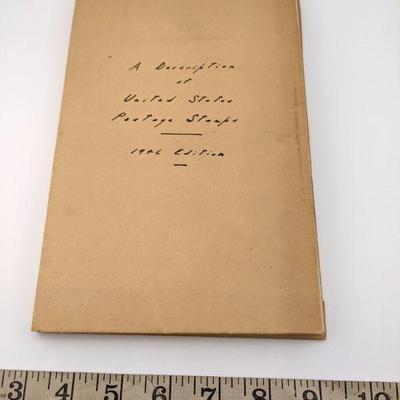 A Description
of
United States
Postage Stamps
1946 Edition
3 4 5 6 7 8 9 10